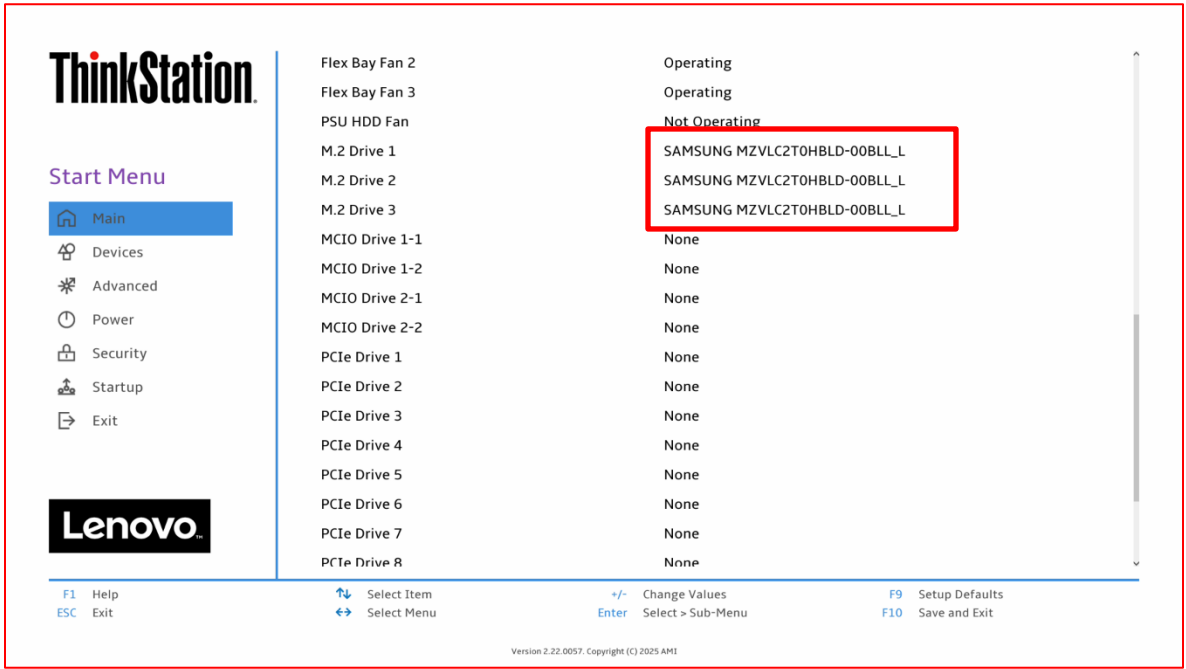 ThinkStation
Start Menu
Main
Devices
Advanced
Power
Security
Startup
Exit
Lenovo™
Flex Bay Fan 2 Operating
Flex Bay Fan 3 Operating
PSU HDD Fan Not Operating
M.2 Drive 1 SAMSUNG MZVLC2T0HBLD-00BLL_L
M.2 Drive 2 SAMSUNG MZVLC2T0HBLD-00BLL_L
M.2 Drive 3 SAMSUNG MZVLC2T0HBLD-00BLL_L
MCIO Drive 1-1 None
MCIO Drive 1-2 None
MCIO Drive 2-1 None
MCIO Drive 2-2 None
PCIe Drive 1 None
PCIe Drive 2 None
PCIe Drive 3 None
PCIe Drive 4 None
PCIe Drive 5 None
PCIe Drive 6 None
PCIe Drive 7 None
PCIe Drive 8 None
F1 Help ↑↓ Select Item +/- Change Values F9 Setup Defaults
ESC Exit ←→ Select Menu Enter Select > Sub-Menu F10 Save and Exit
Version 2.22.0057. Copyright (C) 2025 AMI